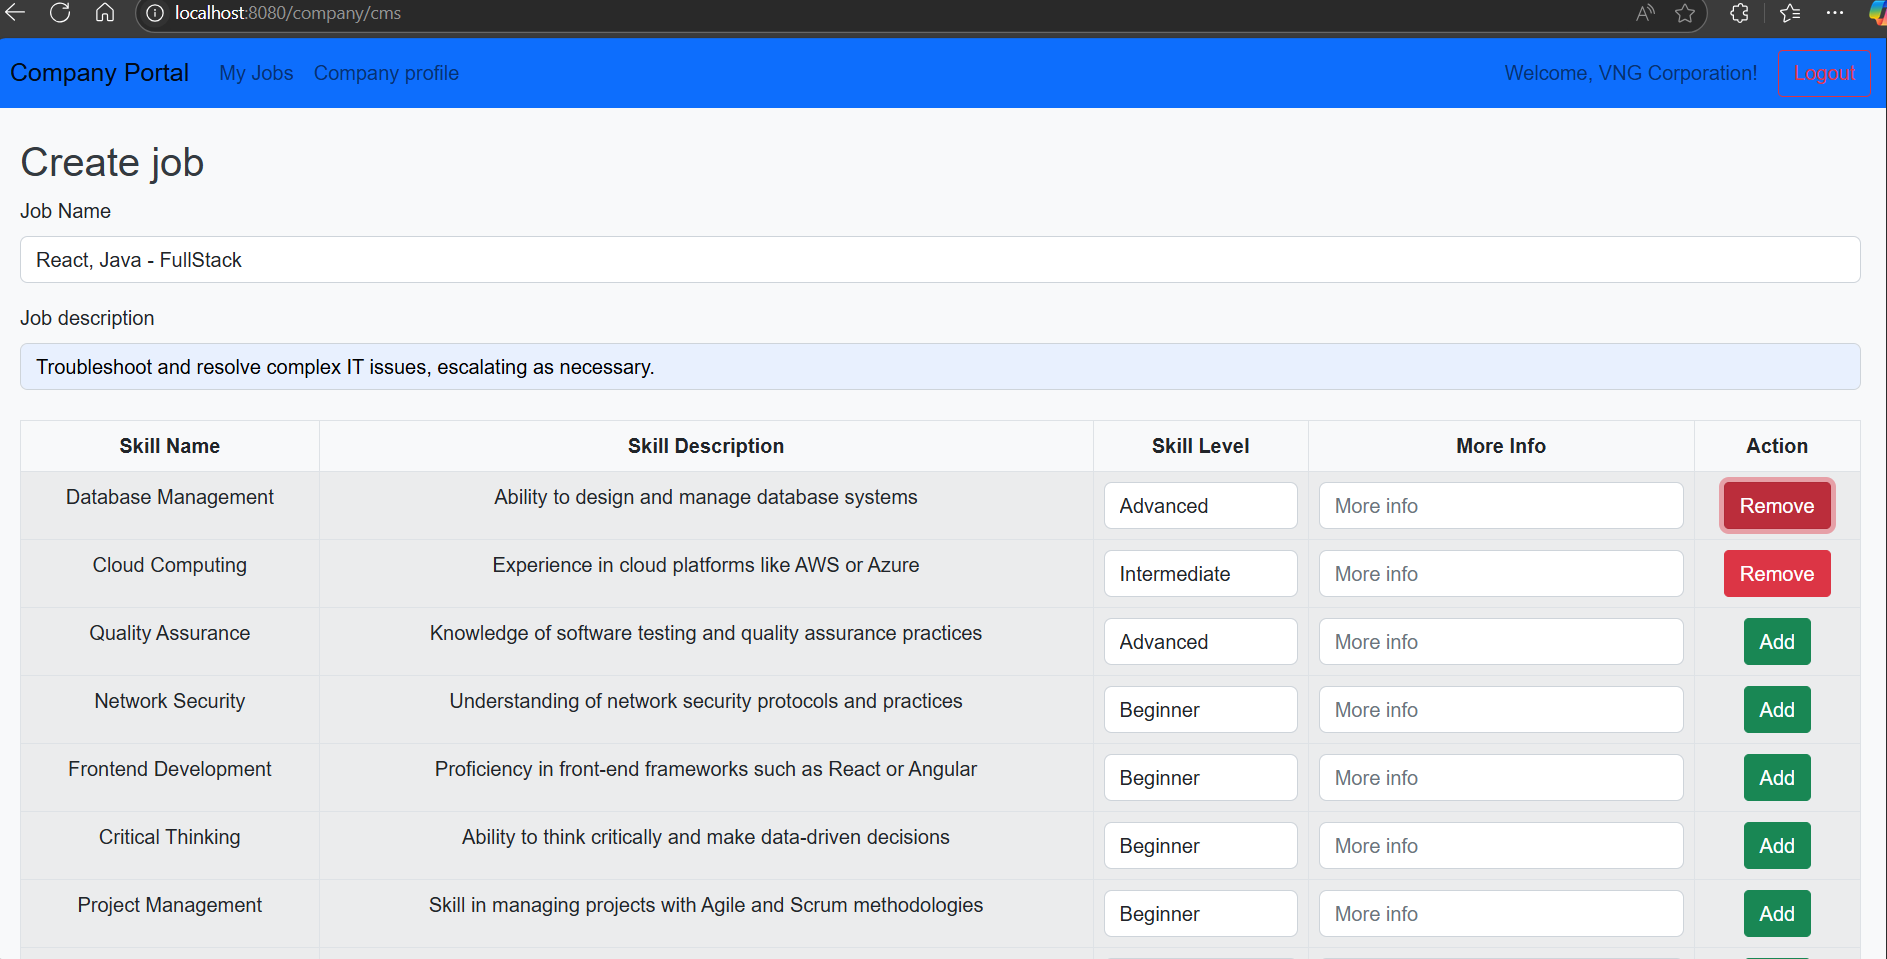 localhost:8080/company/cms
Company Portal My Jobs Company profile Welcome, VNG Corporation! Logout
Create job
Job Name
React, Java - FullStack
Job description
Troubleshoot and resolve complex IT issues, escalating as necessary.
Skill Name Skill Description Skill Level More Info Action
Database Management Ability to design and manage database systems Advanced More info Remove
Cloud Computing Experience in cloud platforms like AWS or Azure Intermediate More info Remove
Quality Assurance Knowledge of software testing and quality assurance practices Advanced More info Add
Network Security Understanding of network security protocols and practices Beginner More info Add
Frontend Development Proficiency in front-end frameworks such as React or Angular Beginner More info Add
Critical Thinking Ability to think critically and make data-driven decisions Beginner More info Add
Project Management Skill in managing projects with Agile and Scrum methodologies Beginner More info Add